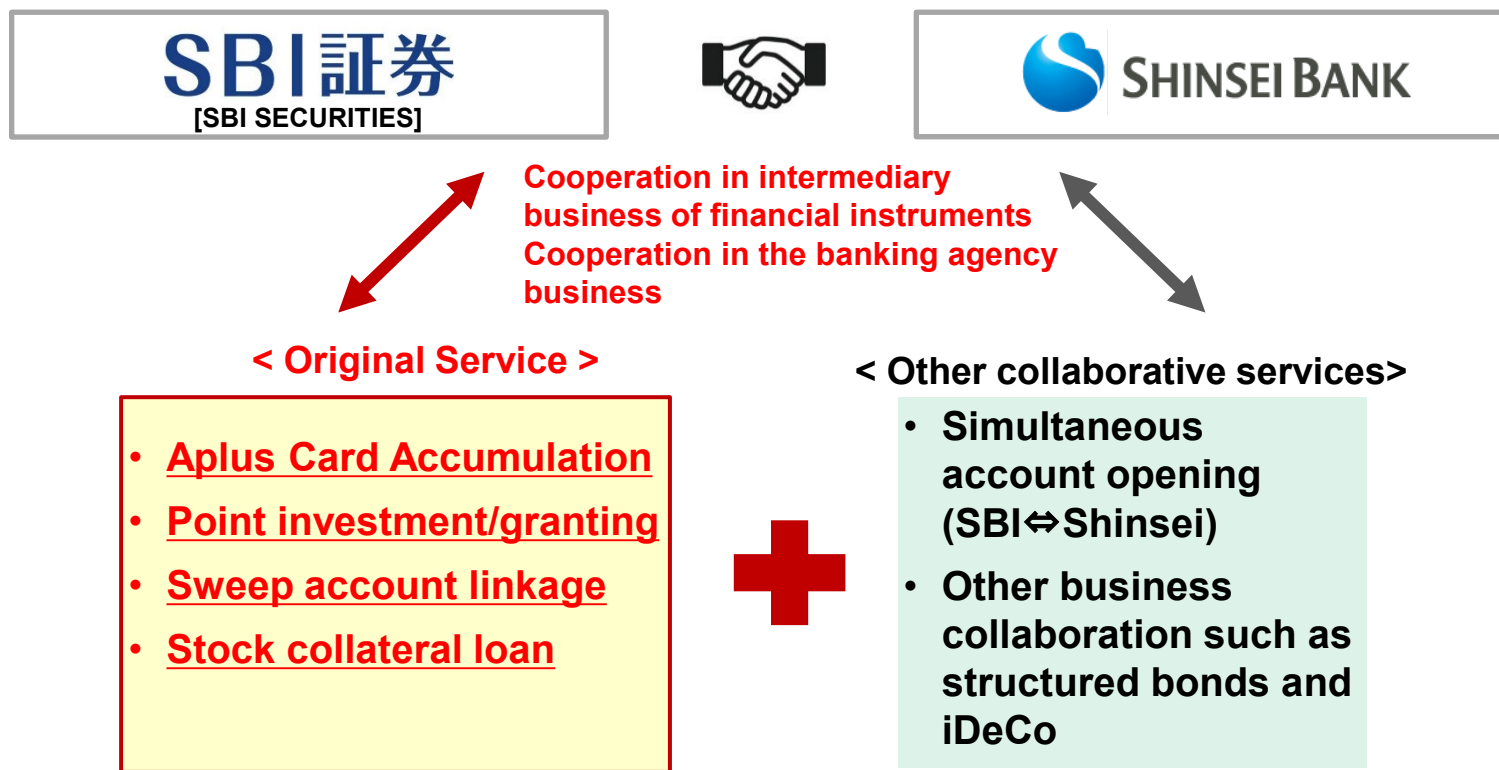 SBI証券
[SBI SECURITIES]
SHINSEI BANK
Cooperation in intermediary
business of financial instruments
Cooperation in the banking agency
business
< Original Service >
• Aplus Card Accumulation
• Point investment/granting
• Sweep account linkage
• Stock collateral loan
< Other collaborative services>
• Simultaneous
account opening
(SBI⇔Shinsei)
• Other business
collaboration such as
structured bonds and
iDeCo